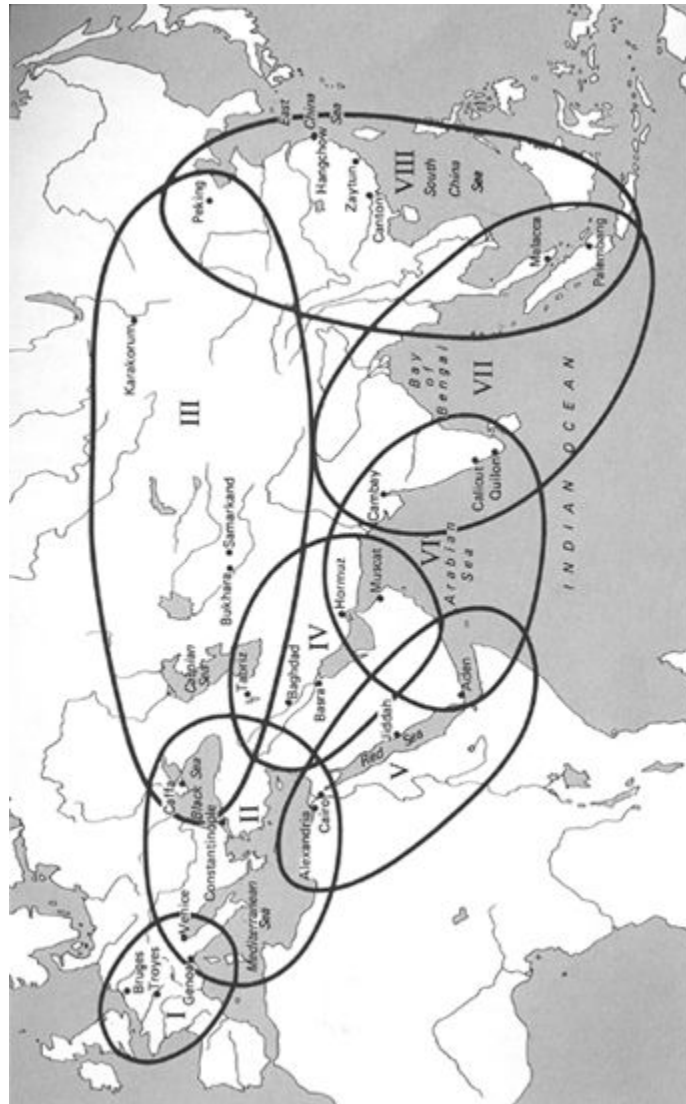 Bruges
Troyes
I
Genoa
Venice
Mediterranean
Sea
Caffa
Black Sea
Constantinople
II
Alexandria
Cairo
Caspian
Sea
Tabriz
Baghdad
Basra
IV
Hormuz
Muscat
Red
Sea
Jiddah
V
Aden
Bukhara
Samarkand
III
Karakorum
Peking
Cambay
VI
Arabian
Sea
Calicut
Quilon
Bay
of
Bengal
VII
INDIAN OCEAN
East
China
Sea
Hangchow
Zaytun
Canton
VIII
South
China
Sea
Melacca
Palembang